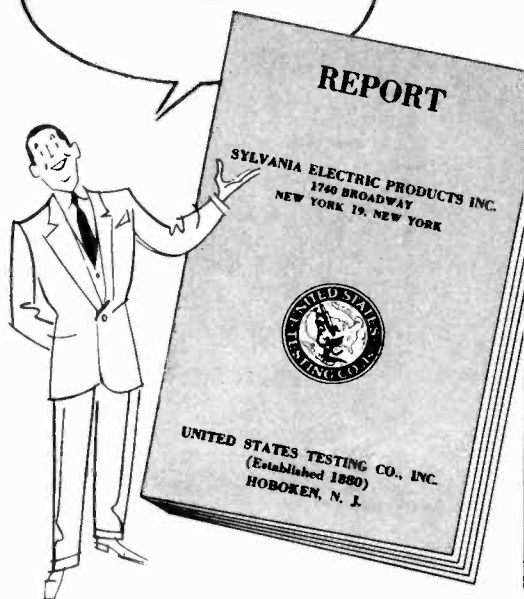 REPORT
SYLVANIA ELECTRIC PRODUCTS INC.
1740 BROADWAY
NEW YORK 19, NEW YORK
UNITED STATES
TESTING CO., INC.
UNITED STATES TESTING CO., INC.
(Established 1880)
HOBOKEN, N. J.